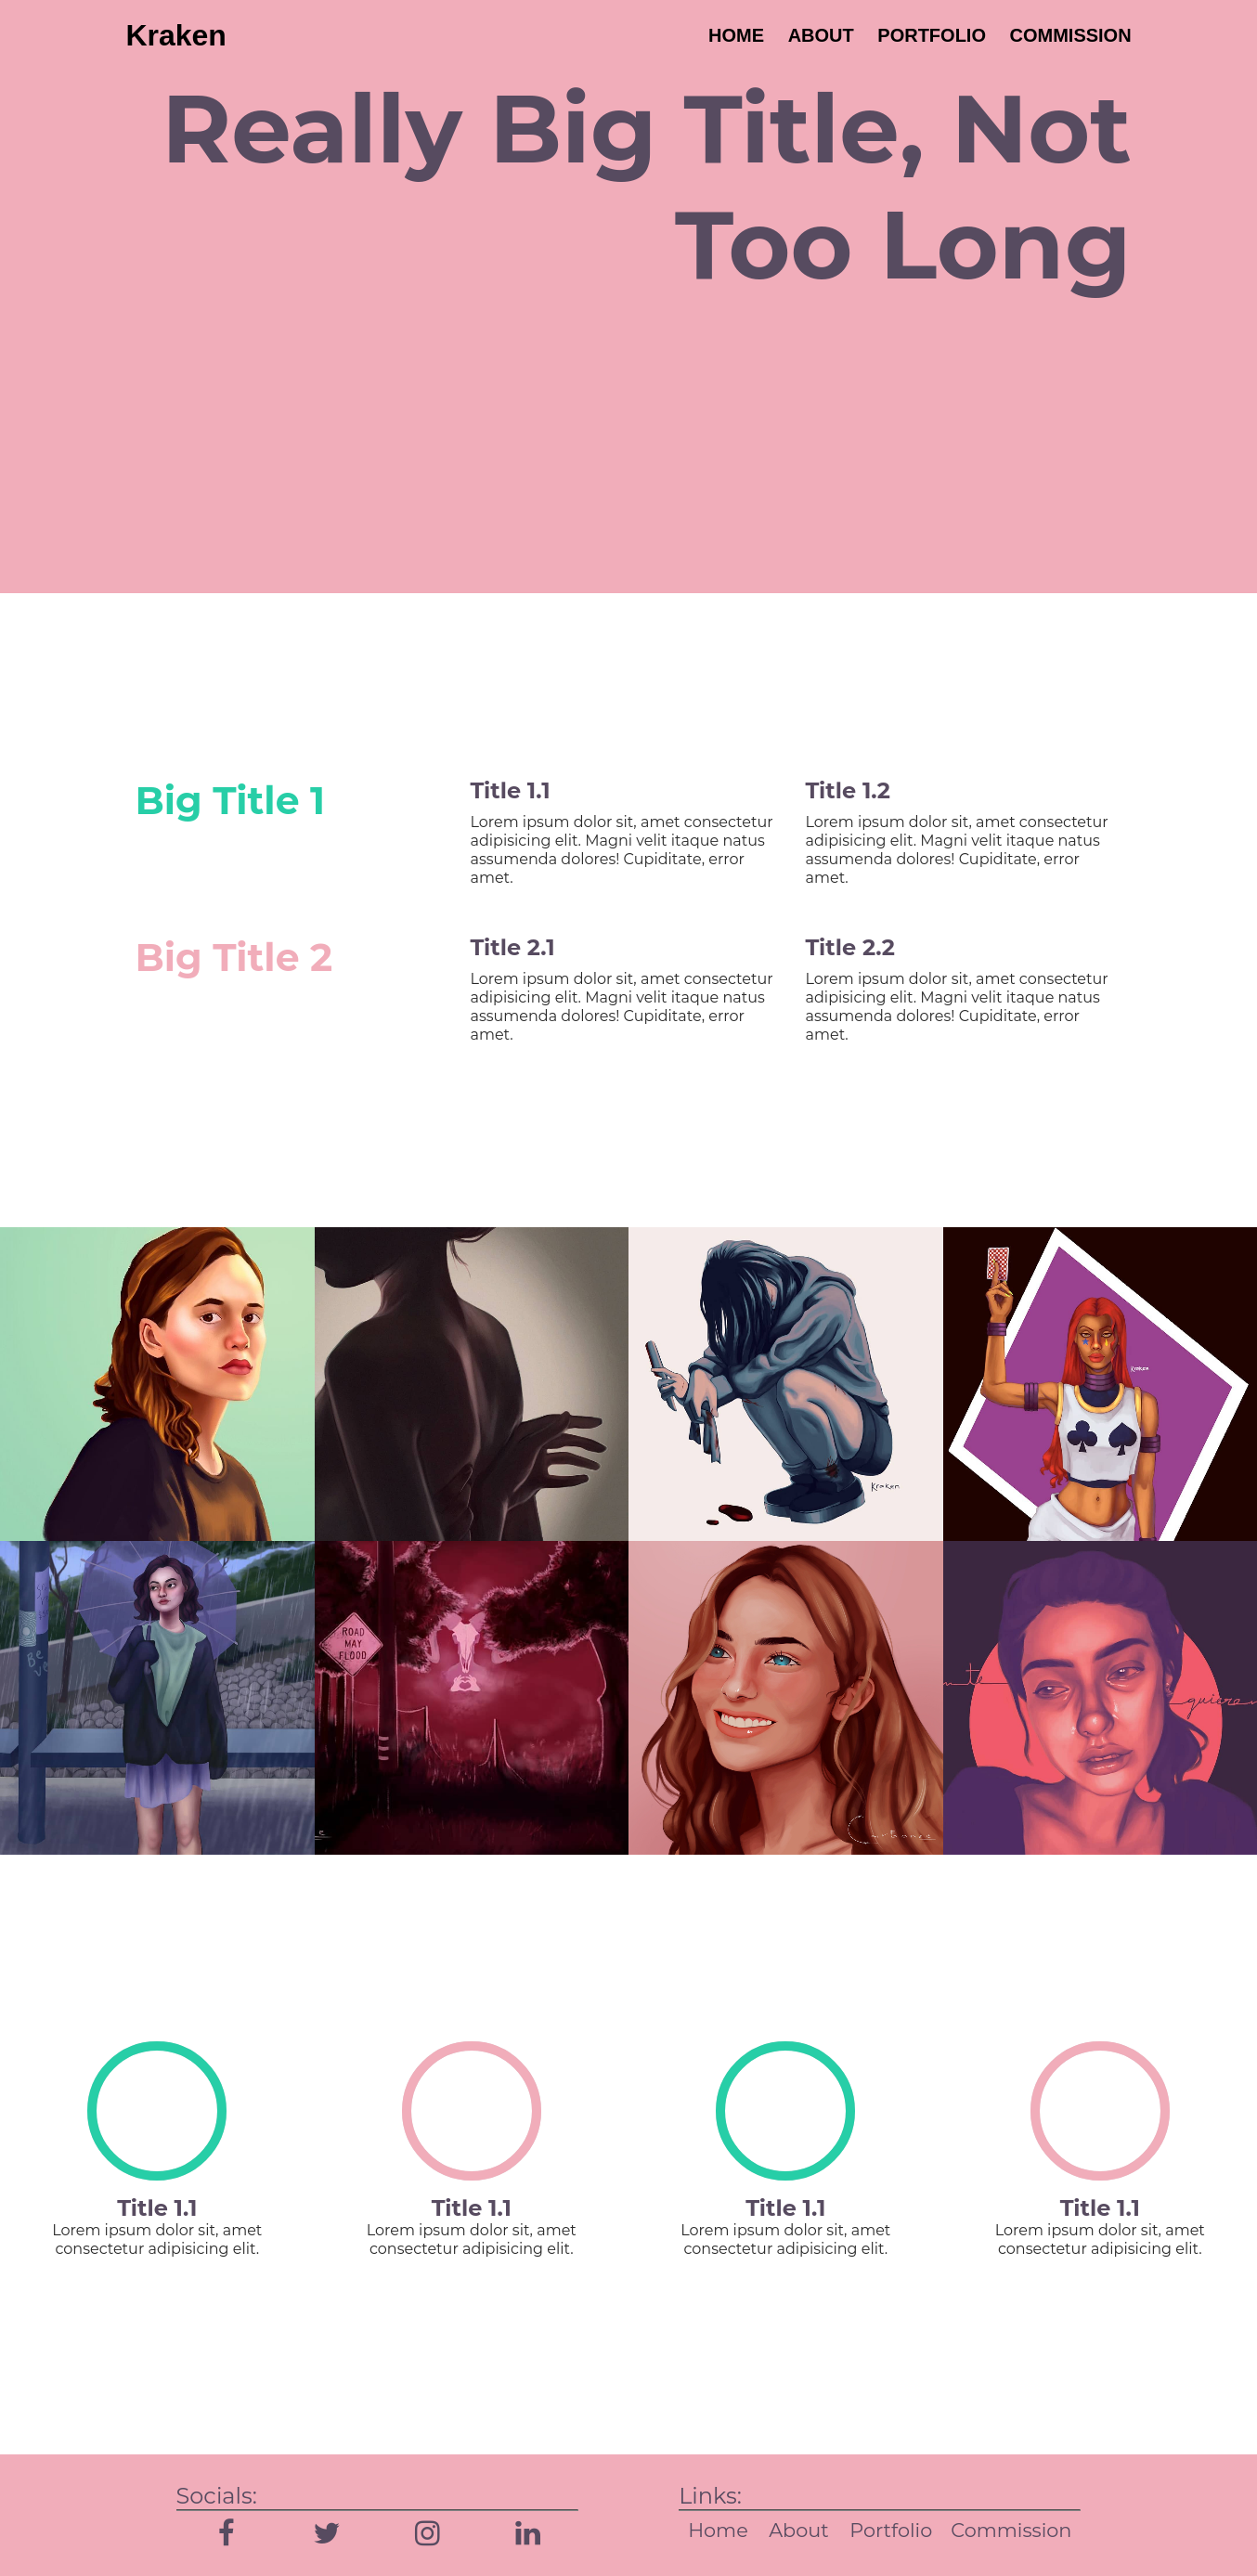 Kraken
HOME ABOUT PORTFOLIO COMMISSION
Really Big Title, Not
Too Long
Big Title 1
Title 1.1
Lorem ipsum dolor sit, amet consectetur
adipisicing elit. Magni velit itaque natus
assumenda dolores! Cupiditate, error
amet.
Title 1.2
Lorem ipsum dolor sit, amet consectetur
adipisicing elit. Magni velit itaque natus
assumenda dolores! Cupiditate, error
amet.
Big Title 2
Title 2.1
Lorem ipsum dolor sit, amet consectetur
adipisicing elit. Magni velit itaque natus
assumenda dolores! Cupiditate, error
amet.
Title 2.2
Lorem ipsum dolor sit, amet consectetur
adipisicing elit. Magni velit itaque natus
assumenda dolores! Cupiditate, error
amet.
Kraken
ROAD
MAY
FLOOD
Title 1.1
Lorem ipsum dolor sit, amet
consectetur adipisicing elit.
Title 1.1
Lorem ipsum dolor sit, amet
consectetur adipisicing elit.
Title 1.1
Lorem ipsum dolor sit, amet
consectetur adipisicing elit.
Title 1.1
Lorem ipsum dolor sit, amet
consectetur adipisicing elit.
Socials:
Links:
Home About Portfolio Commission